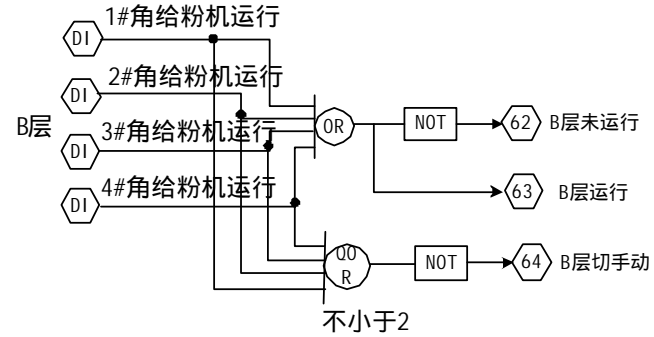 1#角给粉机运行
DI
2#角给粉机运行
DI
B层
3#角给粉机运行
DI
4#角给粉机运行
DI
OR
NOT
62
B层未运行
63
B层运行
QO
R
NOT
64
B层切手动
不小于2